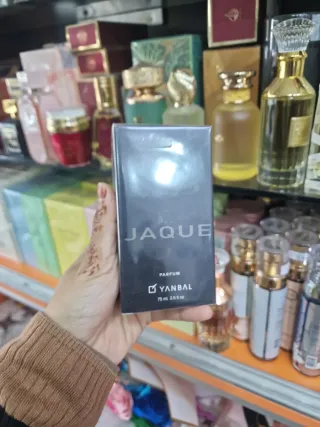 JAQUE
PARFUM
YANBAL
75 ml 2.5 fl. oz.